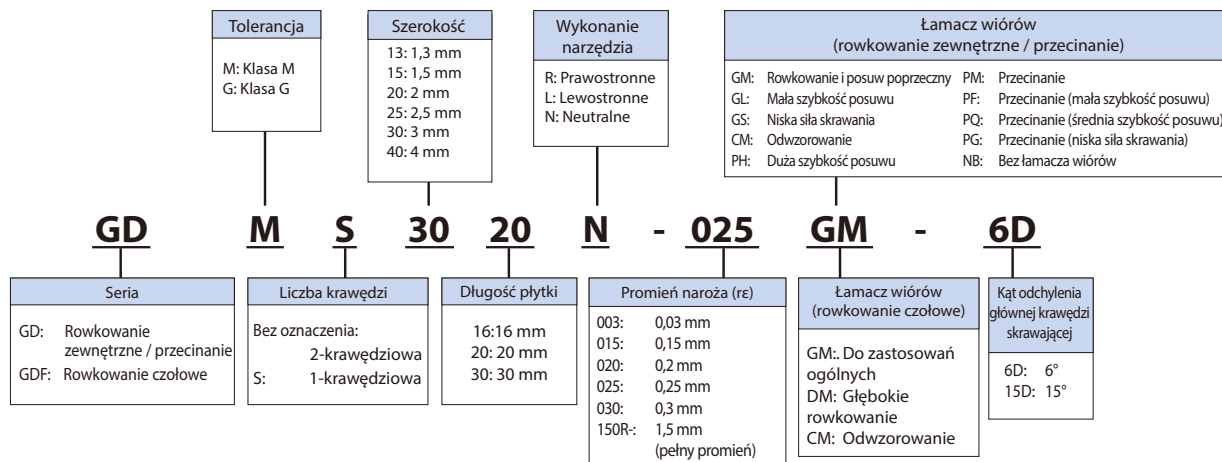 Tolerancja
M: Klasa M
G: Klasa G
Szerokość
13: 1,3 mm
15: 1,5 mm
20: 2 mm
25: 2,5 mm
30: 3 mm
40: 4 mm
Wykonanie
narzędzia
R: Prawostronne
L: Lewostronne
N: Neutralne
Łamacz wiórów
(rowkowanie zewnętrzne / przecinanie)
GM: Rowkowanie i posuw poprzeczny
GL: Mała szybkość posuwu
GS: Niska siła skrawania
CM: Odwzorowanie
PH: Duża szybkość posuwu
PM: Przecinanie
PF: Przecinanie (mała szybkość posuwu)
PQ: Przecinanie (średnia szybkość posuwu)
PG: Przecinanie (niska siła skrawania)
NB: Bez łamacza wiórów
GD M S 30 20 N - 025 GM - 6D
Seria
GD: Rowkowanie
zewnętrzne / przecinanie
GDF: Rowkowanie czołowe
Liczba krawędzi
Bez oznaczenia:
2-krawędziowa
S: 1-krawędziowa
Długość płytki
16:16 mm
20: 20 mm
30: 30 mm
Promień naroża (rε)
003: 0,03 mm
015: 0,15 mm
020: 0,2 mm
025: 0,25 mm
030: 0,3 mm
150R-: 1,5 mm
(pełny promień)
Łamacz wiórów
(rowkowanie czołowe)
GM:. Do zastosowań
ogólnych
DM: Głębokie
rowkowanie
CM: Odwzorowanie
Kąt odchylenia
głównej krawędzi
skrawającej
6D: 6°
15D: 15°